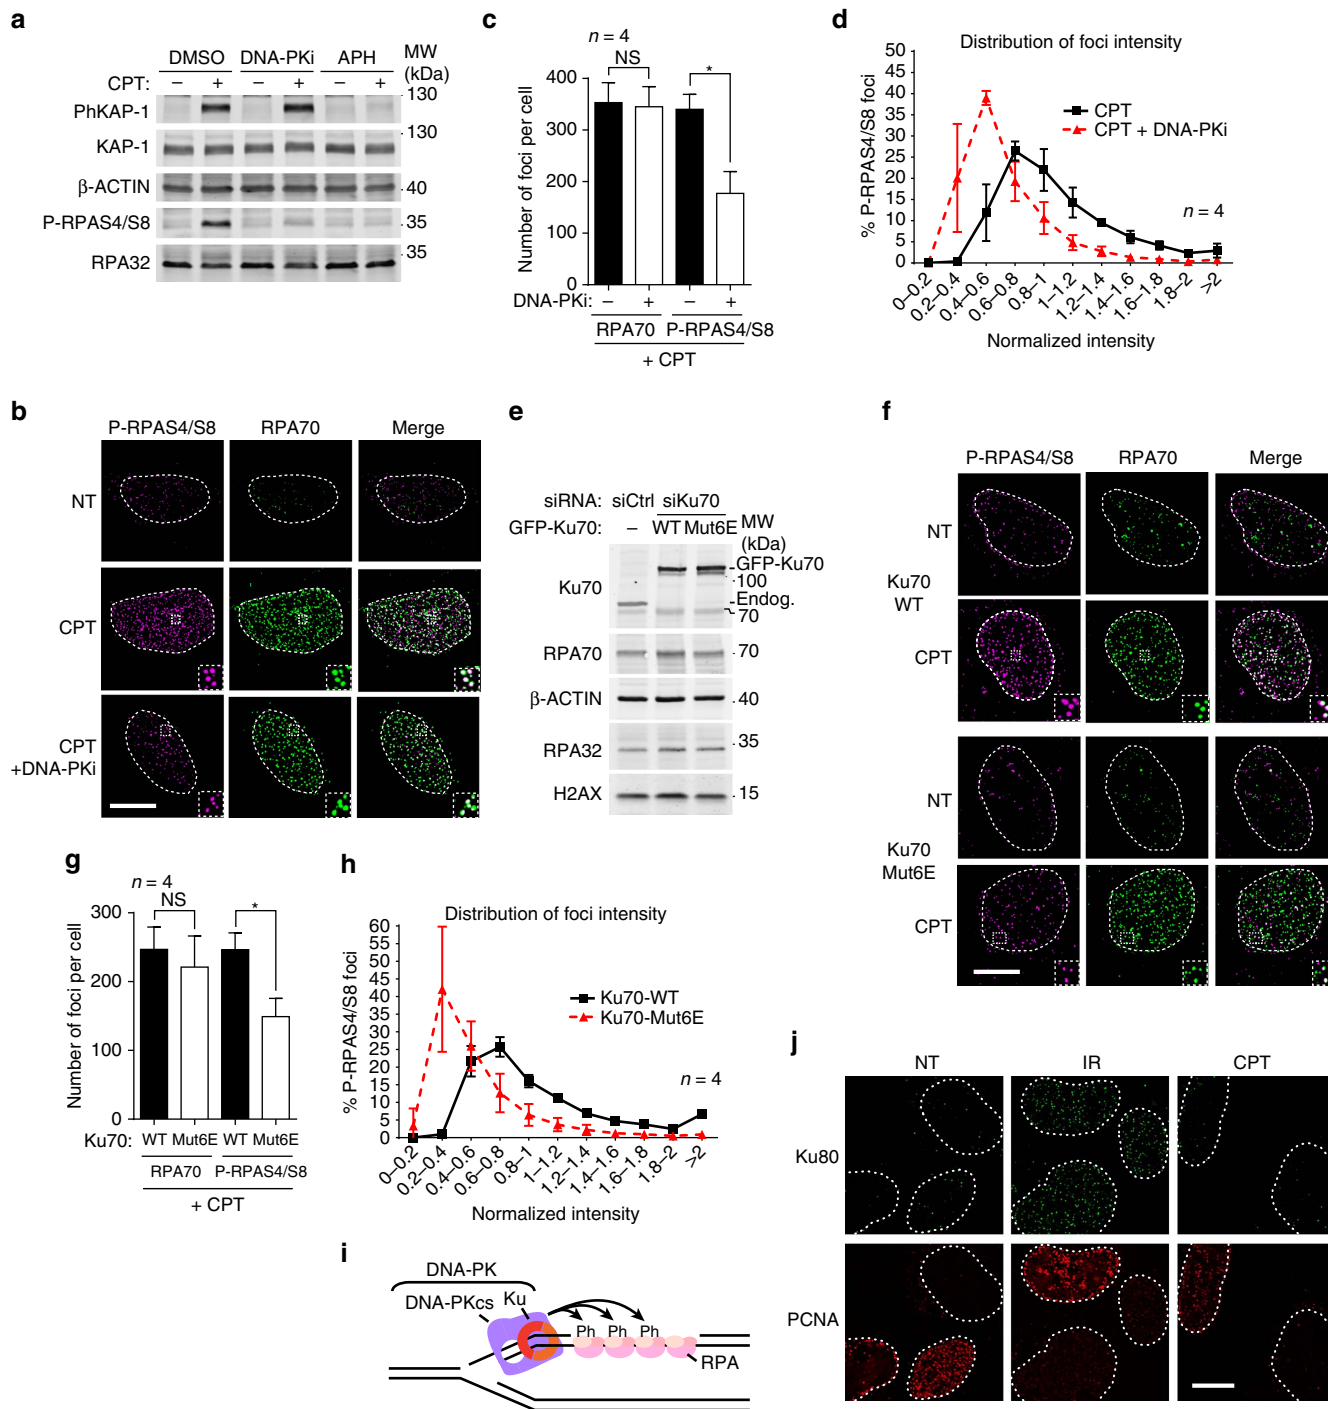 a
DMSO DNA-PKi APH MW (kDa)
CPT: – + – + – +
PhKAP-1 130
KAP-1 130
β-ACTIN 40
P-RPAS4/S8 35
RPA32 35
b
P-RPAS4/S8 RPA70 Merge
NT
CPT
CPT +DNA-PKi
c
n = 4
NS *
Number of foci per cell
400
300
200
100
0
DNA-PKi: – + – +
RPA70 P-RPAS4/S8
+ CPT
d
Distribution of foci intensity
% P-RPAS4/S8 foci
50
45
40
35
30
25
20
15
10
5
0
CPT
CPT + DNA-PKi
n = 4
0–0.2 0.2–0.4 0.4–0.6 0.6–0.8 0.8–1 1–1.2 1.2–1.4 1.4–1.6 1.6–1.8 1.8–2 >2
Normalized intensity
e
siRNA: siCtrl siKu70
GFP-Ku70: – WT Mut6E MW (kDa)
Ku70
GFP-Ku70
100
Endog.
70
RPA70 70
β-ACTIN 40
RPA32 35
H2AX 15
f
P-RPAS4/S8 RPA70 Merge
NT
Ku70 WT
CPT
NT
Ku70 Mut6E
CPT
g
n = 4
NS *
Number of foci per cell
300
200
100
0
Ku70: WT Mut6E WT Mut6E
RPA70 P-RPAS4/S8
+ CPT
h
Distribution of foci intensity
% P-RPAS4/S8 foci
60
55
50
45
40
35
30
25
20
15
10
5
0
Ku70-WT
Ku70-Mut6E
n = 4
0–0.2 0.2–0.4 0.4–0.6 0.6–0.8 0.8–1 1–1.2 1.2–1.4 1.4–1.6 1.6–1.8 1.8–2 >2
Normalized intensity
i
DNA-PK
DNA-PKcs Ku
Ph Ph Ph
RPA
j
NT IR CPT
Ku80
PCNA